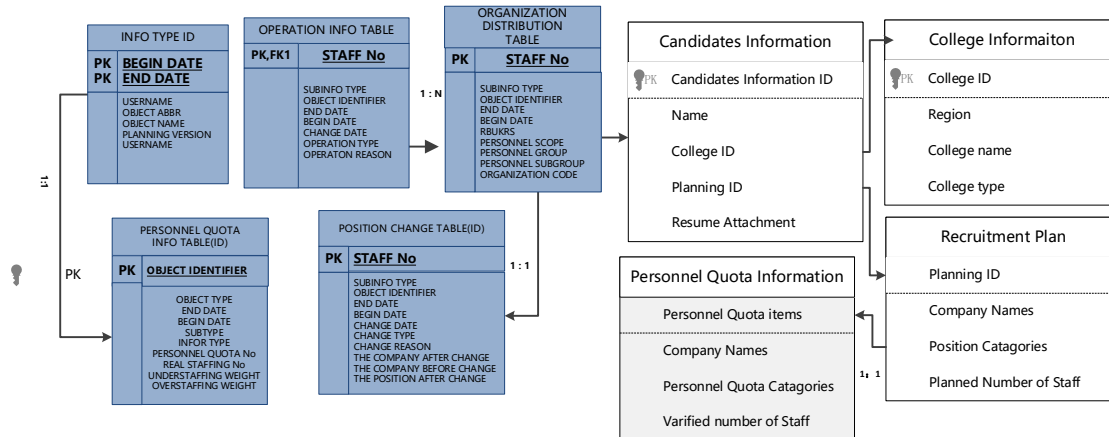 INFO TYPE ID
PK
BEGIN DATE
PK
END DATE
USERNAME
OBJECT ABBR
OBJECT NAME
PLANNING VERSION
USERNAME
OPERATION INFO TABLE
PK,FK1
STAFF No
SUBINFO TYPE
OBJECT IDENTIFIER
END DATE
BEGIN DATE
CHANGE DATE
OPERATION TYPE
OPERATON REASON
1 : N
ORGANIZATION
DISTRIBUTION
TABLE
PK
STAFF No
SUBINFO TYPE
OBJECT IDENTIFIER
END DATE
BEGIN DATE
RBUKRS
PERSONNEL SCOPE
PERSONNEL GROUP
PERSONNEL SUBGROUP
ORGANIZATION CODE
Candidates Information
PK
Candidates Information ID
Name
College ID
Planning ID
Resume Attachment
College Informaiton
PK
College ID
Region
College name
College type
1:1
PERSONNEL QUOTA
INFO TABLE(ID)
PK
PK
OBJECT IDENTIFIER
OBJECT TYPE
END DATE
BEGIN DATE
SUBTYPE
INFOR TYPE
PERSONNEL QUOTA No
REAL STAFFING No
UNDERSTAFFING WEIGHT
OVERSTAFFING WEIGHT
POSITION CHANGE TABLE(ID)
PK
STAFF No
SUBINFO TYPE
OBJECT IDENTIFIER
END DATE
BEGIN DATE
CHANGE DATE
CHANGE TYPE
CHANGE REASON
THE COMPANY AFTER CHANGE
THE COMPANY BEFORE CHANGE
THE POSITION AFTER CHANGE
1 : 1
Personnel Quota Information
Personnel Quota items
Company Names
Personnel Quota Catagories
Varified number of Staff
1: 1
Recruitment Plan
Planning ID
Company Names
Position Catagories
Planned Number of Staff